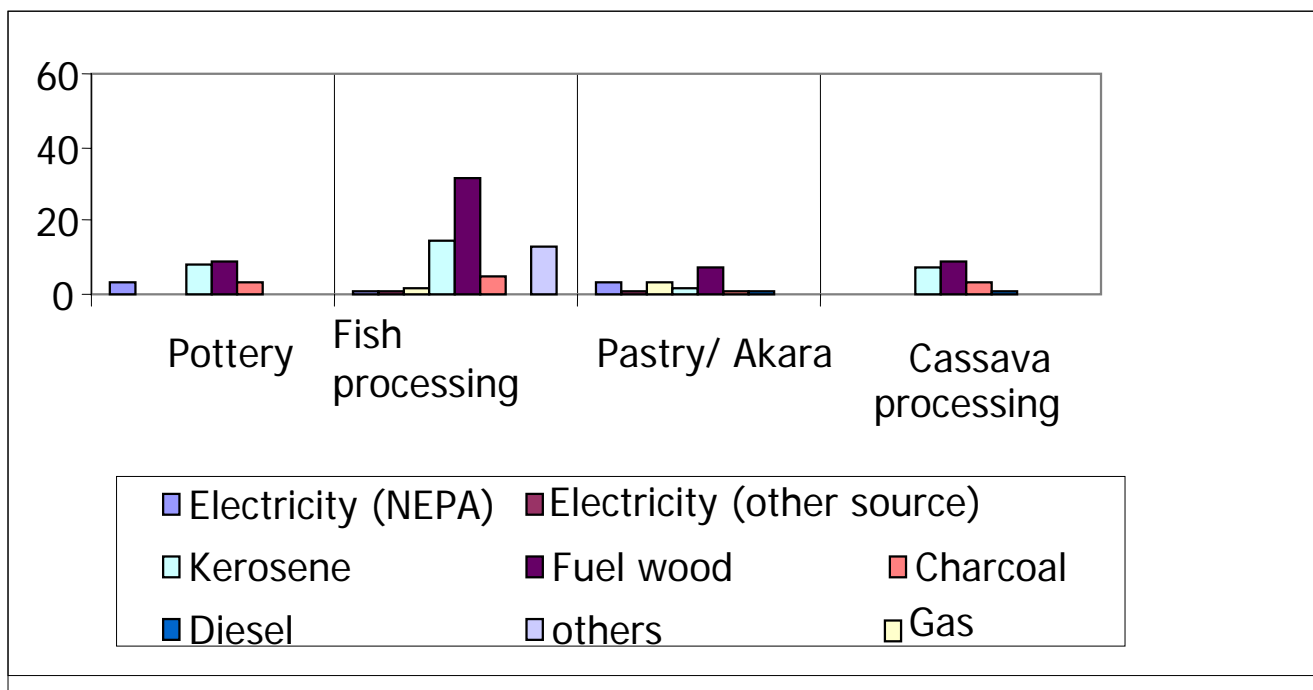 60
40
20
0
Pottery
Fish
processing
Pastry/ Akara
Cassava
processing
Electricity (NEPA)
Electricity (other source)
Kerosene
Fuel wood
Charcoal
Diesel
others
Gas